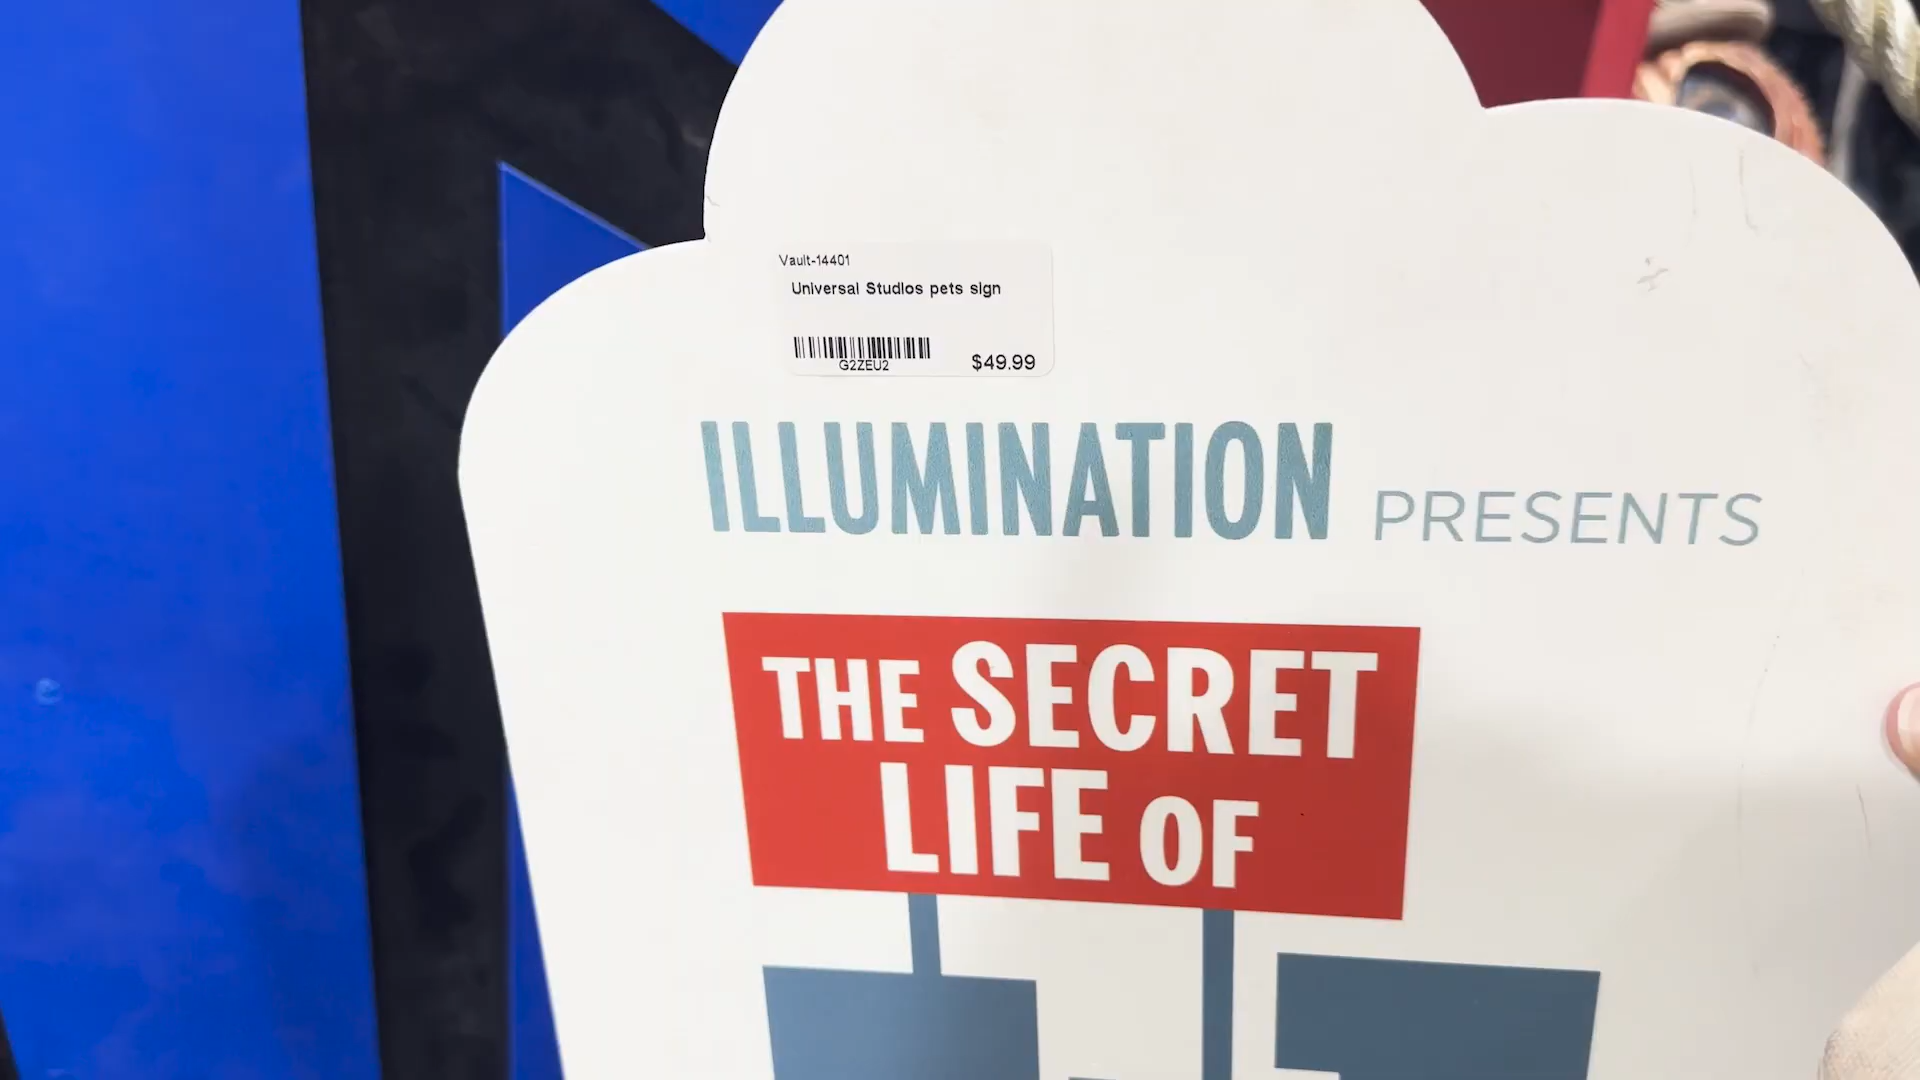 Vault-14401
Universal Studios pets sign
G2ZEU2
$49.99
ILLUMINATION PRESENTS
THE SECRET
LIFE OF